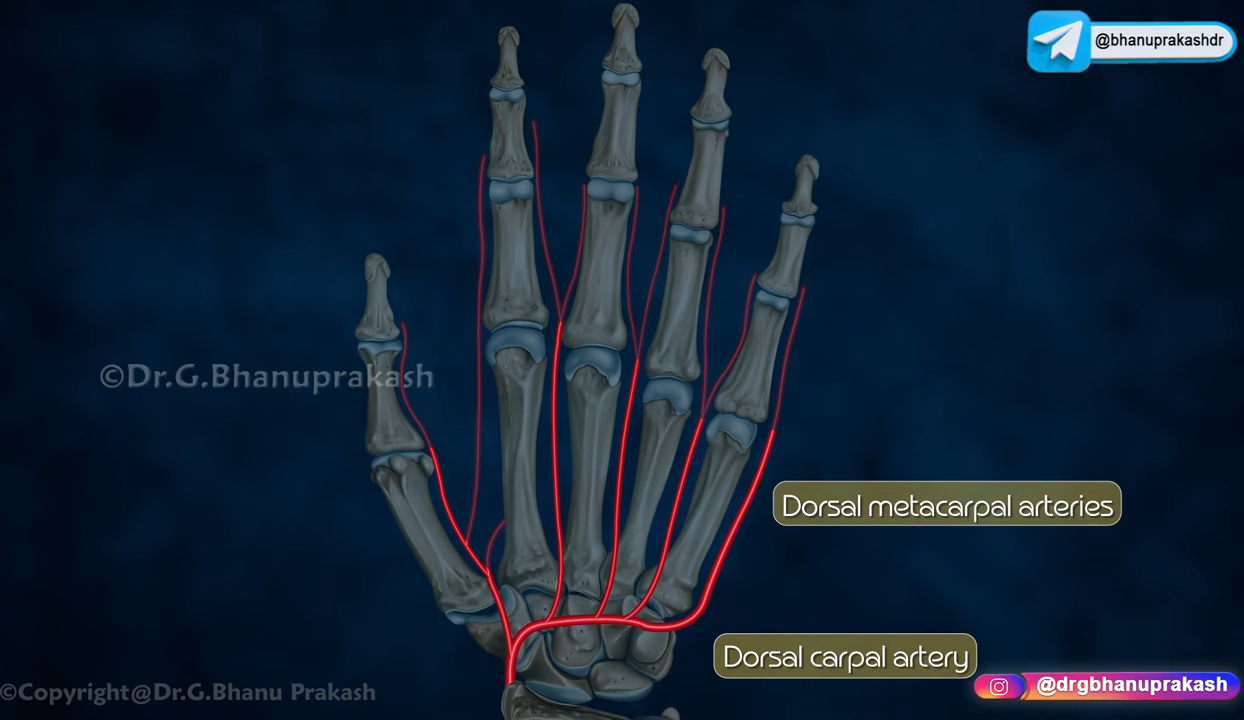 @bhanuprakashdr
©Dr.G.Bhanuprakash
Dorsal metacarpal arteries
Dorsal carpal artery
©Copyright@Dr.G.Bhanu Prakash
@drgbhanuprakash